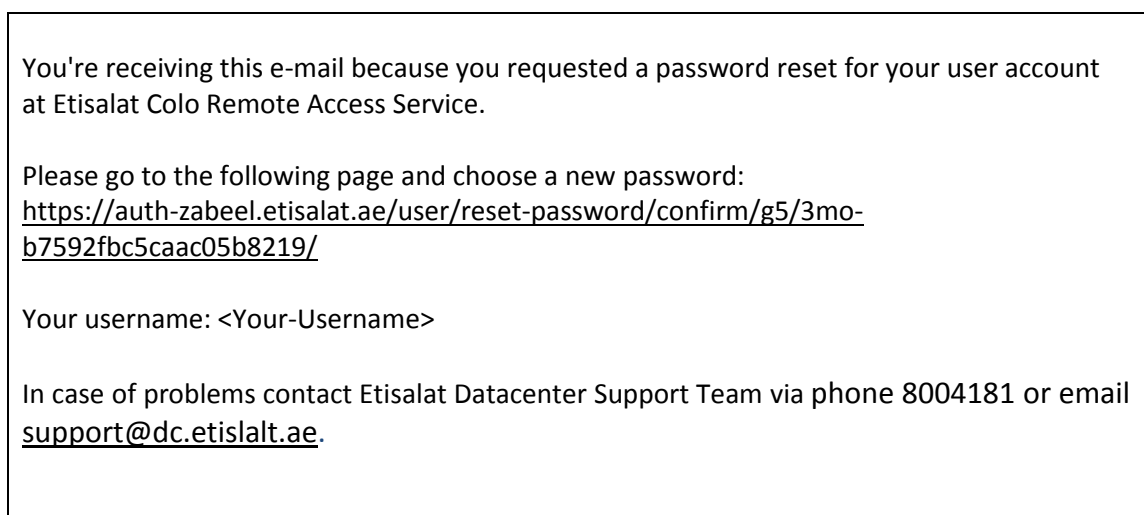 You're receiving this e-mail because you requested a password reset for your user account
at Etisalat Colo Remote Access Service.
Please go to the following page and choose a new password:
https://auth-zabeel.etisalat.ae/user/reset-password/confirm/g5/3mo-
b7592fbc5caac05b8219/
Your username: <Your-Username>
In case of problems contact Etisalat Datacenter Support Team via phone 8004181 or email
support@dc.etislalt.ae.